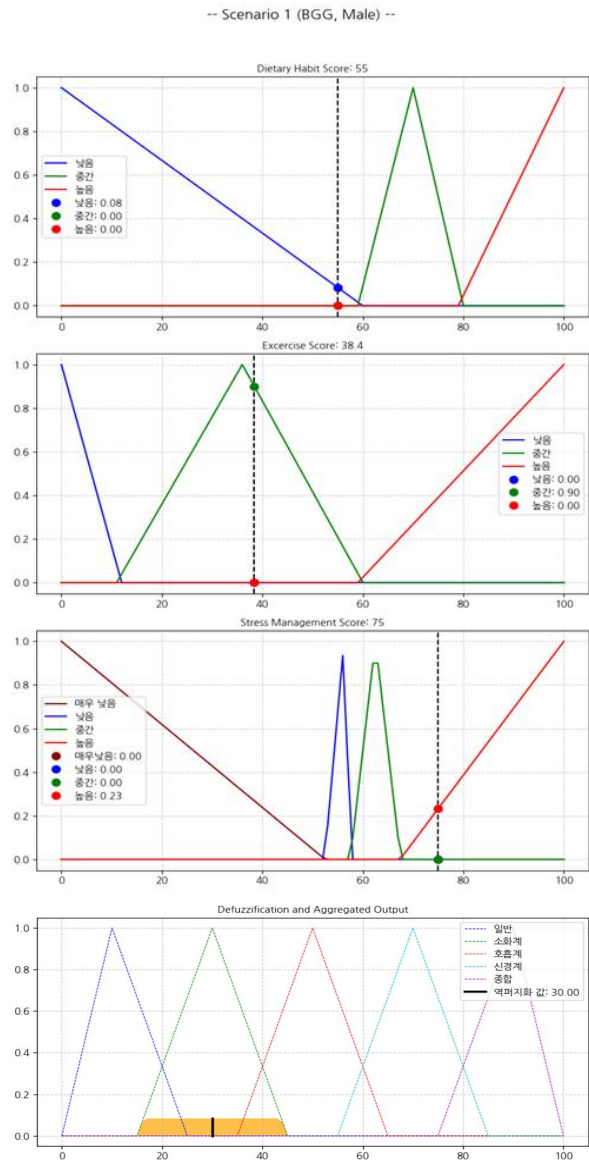 -- Scenario 1 (BGG, Male) --
Dietary Habit Score: 55
1.0
0.8
0.6
0.4
0.2
0.0
낮음
중간
높음
낮음: 0.08
중간: 0.00
높음: 0.00
0 20 40 60 80 100
Excercise Score: 38.4
1.0
0.8
0.6
0.4
0.2
0.0
낮음
중간
높음
낮음: 0.00
중간: 0.90
높음: 0.00
0 20 40 60 80 100
Stress Management Score: 75
1.0
0.8
0.6
0.4
0.2
0.0
매우 낮음
낮음
중간
높음
매우낮음: 0.00
낮음: 0.00
중간: 0.00
높음: 0.23
0 20 40 60 80 100
Defuzzification and Aggregated Output
1.0
0.8
0.6
0.4
0.2
0.0
일반
소화계
호흡계
신경계
종합
역퍼지화 값: 30.00
0 20 40 60 80 100